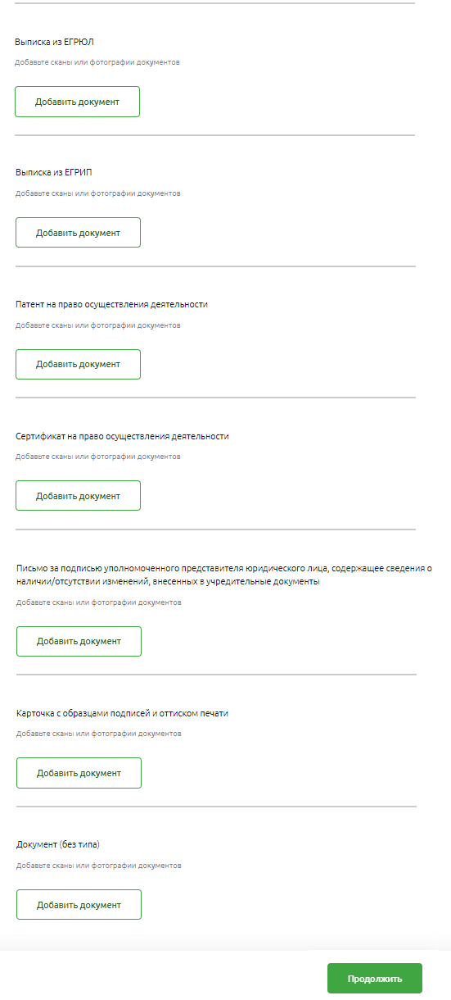 Выписка из ЕГРЮЛ
Добавьте сканы или фотографии документов
Добавить документ
Выписка из ЕГРИП
Добавьте сканы или фотографии документов
Добавить документ
Патент на право осуществления деятельности
Добавьте сканы или фотографии документов
Добавить документ
Сертификат на право осуществления деятельности
Добавьте сканы или фотографии документов
Добавить документ
Письмо за подписью уполномоченного представителя юридического лица, содержащее сведения о
наличии/отсутствии изменений, внесенных в учредительные документы
Добавьте сканы или фотографии документов
Добавить документ
Карточка с образцами подписей и оттиском печати
Добавьте сканы или фотографии документов
Добавить документ
Документ (без типа)
Добавьте сканы или фотографии документов
Добавить документ
Продолжить